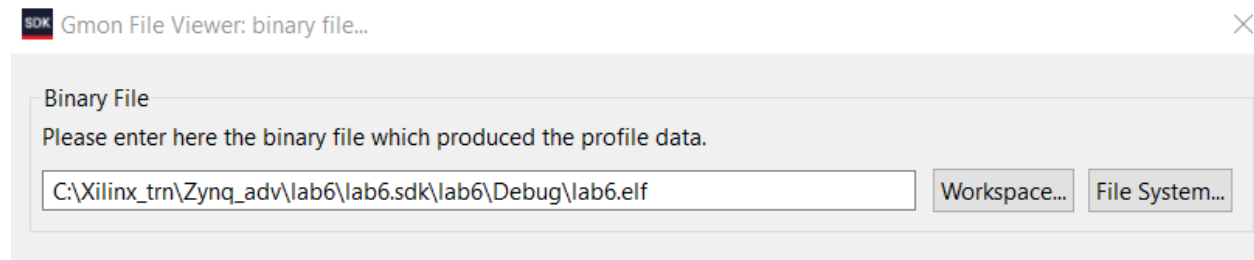 SDK Gmon File Viewer: binary file...
Binary File
Please enter here the binary file which produced the profile data.
C:\Xilinx_trn\Zynq_adv\lab6\lab6.sdk\lab6\Debug\lab6.elf Workspace... File System...